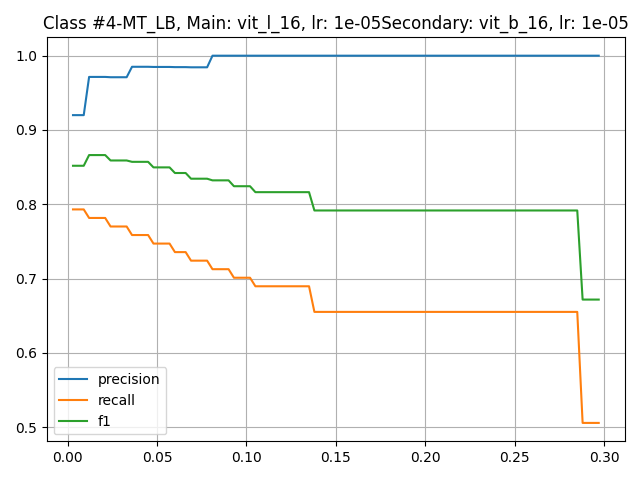 Class #4-MT_LB, Main: vit_l_16, lr: 1e-05Secondary: vit_b_16, lr: 1e-05
1.0
0.9
0.8
0.7
0.6
0.5
precision
recall
f1
0.00 0.05 0.10 0.15 0.20 0.25 0.30